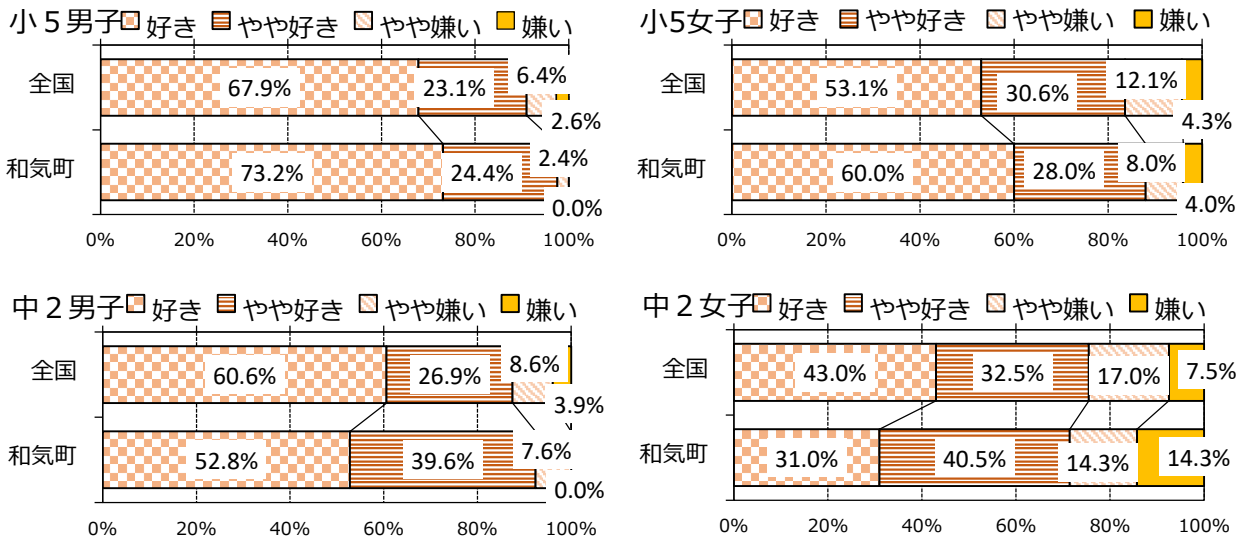 小５男子 好き やや好き やや嫌い 嫌い
全国 67.9% 23.1% 6.4% 2.6%
和気町 73.2% 24.4% 2.4% 0.0%
0% 20% 40% 60% 80% 100%
小5女子 好き やや好き やや嫌い 嫌い
全国 53.1% 30.6% 12.1% 4.3%
和気町 60.0% 28.0% 8.0% 4.0%
0% 20% 40% 60% 80% 100%
中２男子 好き やや好き やや嫌い 嫌い
全国 60.6% 26.9% 8.6% 3.9%
和気町 52.8% 39.6% 7.6% 0.0%
0% 20% 40% 60% 80% 100%
中２女子 好き やや好き やや嫌い 嫌い
全国 43.0% 32.5% 17.0% 7.5%
和気町 31.0% 40.5% 14.3% 14.3%
0% 20% 40% 60% 80% 100%